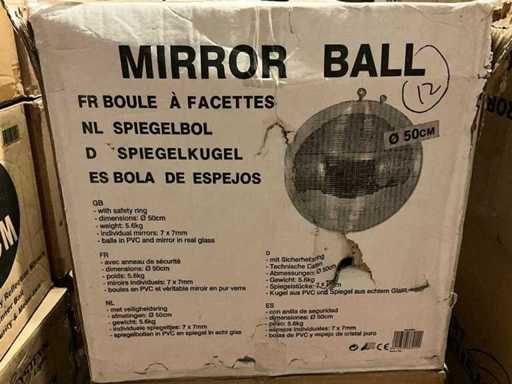 MIRROR BALL
12
FR BOULE À FACETTES
NL SPIEGELBOL
D SPIEGELKUGEL
ES BOLA DE ESPEJOS
Ø 50CM
GB
- with safety ring
- dimensions: Ø 50cm
- weight: 5.6kg
- individual mirrors: 7 x 7mm
- balls in PVC and mirror in real glass
FR
- avec anneau de sécurité
- dimensions: Ø 50cm
- poids: 5.6kg
- miroirs individuels: 7 x 7mm
- boules en PVC et véritable miroir en pur verre
NL
- met veiligheidsring
- afmetingen: Ø 50cm
- gewicht: 5.6kg
- individuele spiegeltjes: 7 x 7mm
- spiegelbollen in PVC en spiegel in echt glas
D
- mit Sicherheitsring
- Technische Daten
- Abmessungen: Ø 50cm
- Gewicht: 5.6kg
- Spiegelstücke: 7 x 7mm
- Kugel aus PVC und Spiegel aus echtem Glas
ES
- con anilla de seguridad
- dimensiones: Ø 50cm
- peso: 5.6kg
- espejos individuales: 7 x 7mm
- bolas de PVC y espejo de cristal puro
CE